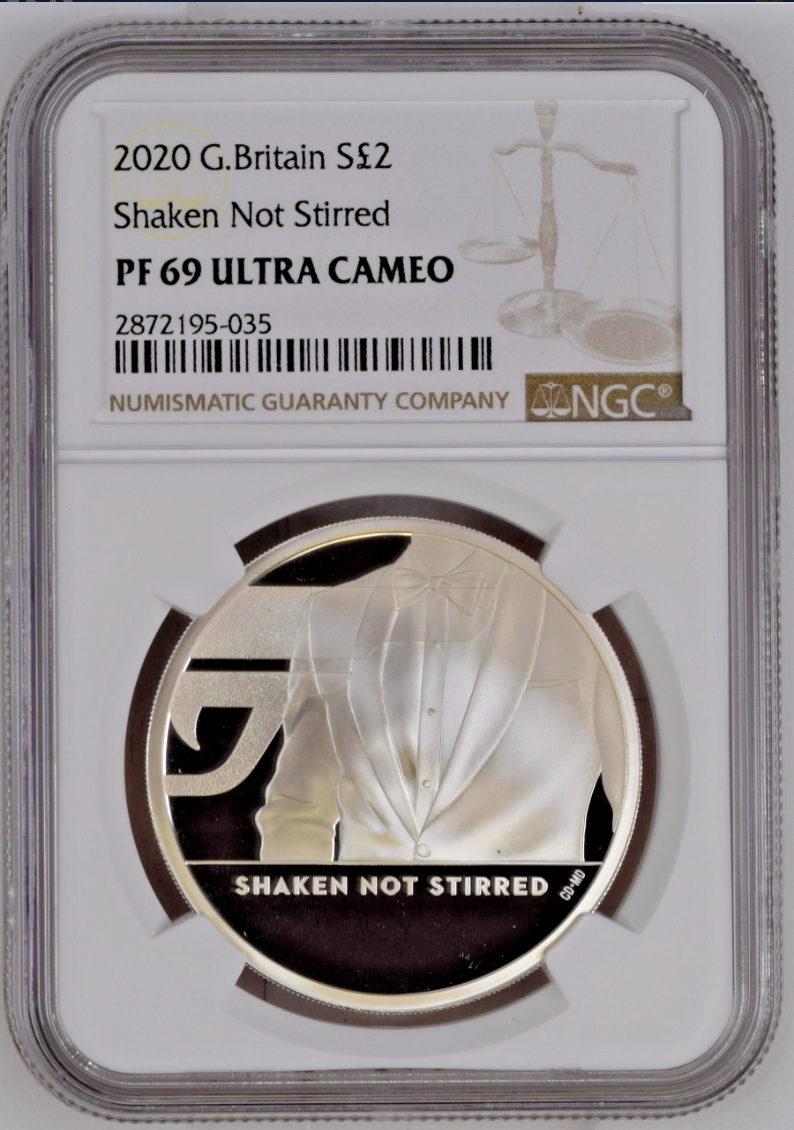 2020 G.Britain S£2
Shaken Not Stirred
PF 69 ULTRA CAMEO
2872195-035
NUMISMATIC GUARANTY COMPANY
NGC®
SHAKEN NOT STIRRED
CD·MD